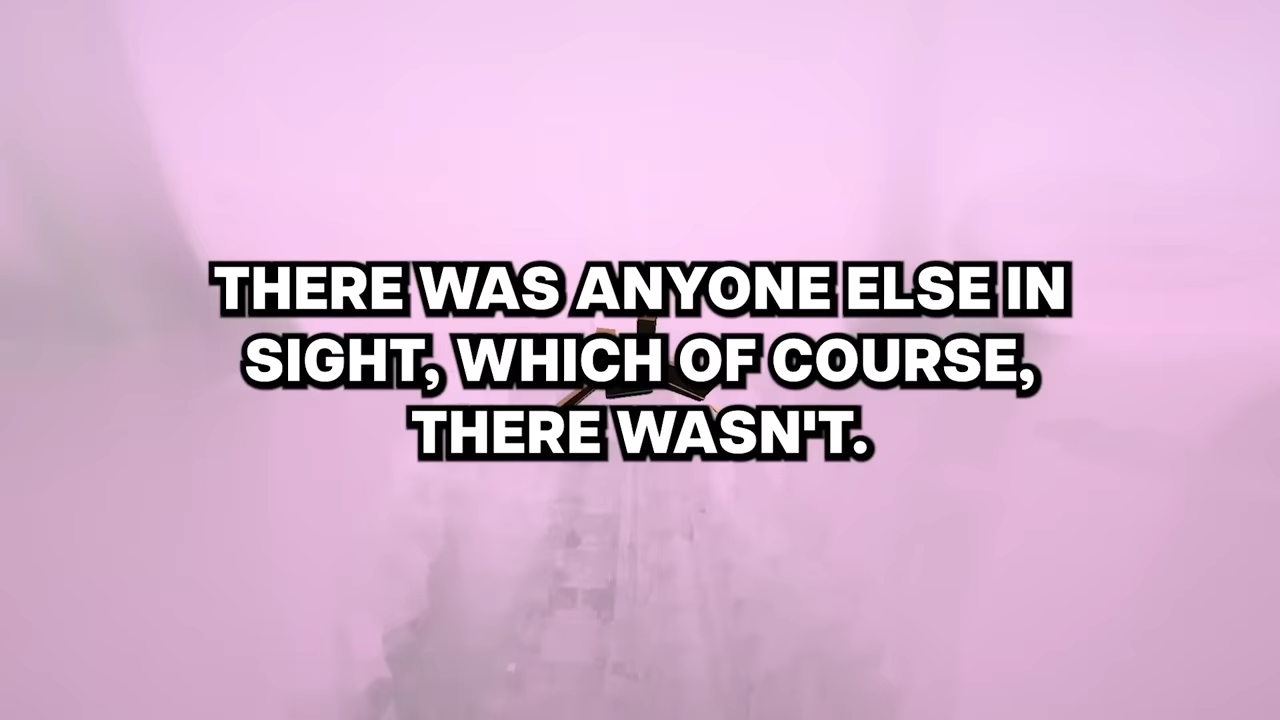 THERE WAS ANYONE ELSE IN
SIGHT, WHICH OF COURSE,
THERE WASN'T.